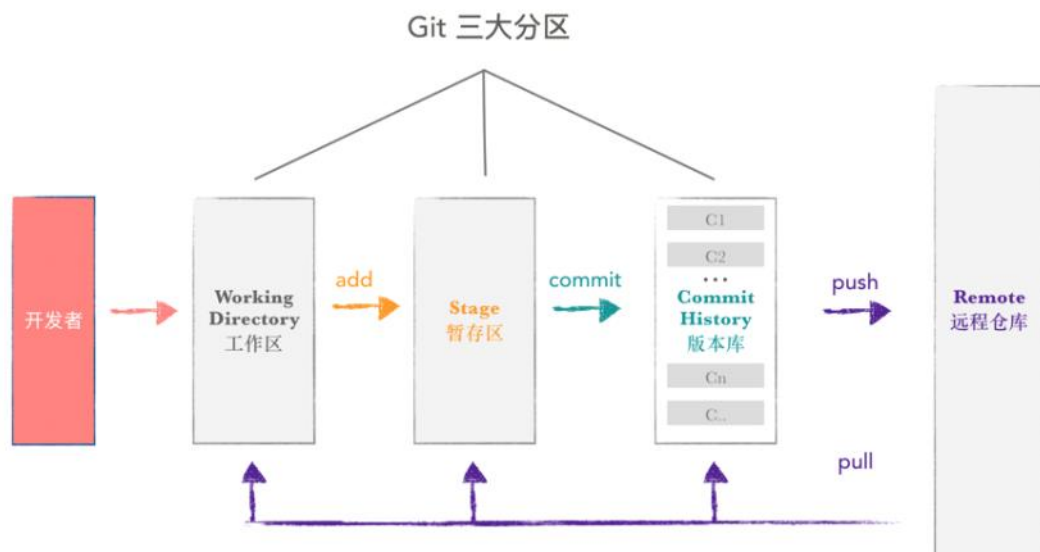 Git 三大分区
开发者
Working
Directory
工作区
add
Stage
暂存区
commit
C1
C2
...
Commit
History
版本库
Cn
C..
push
Remote
远程仓库
pull